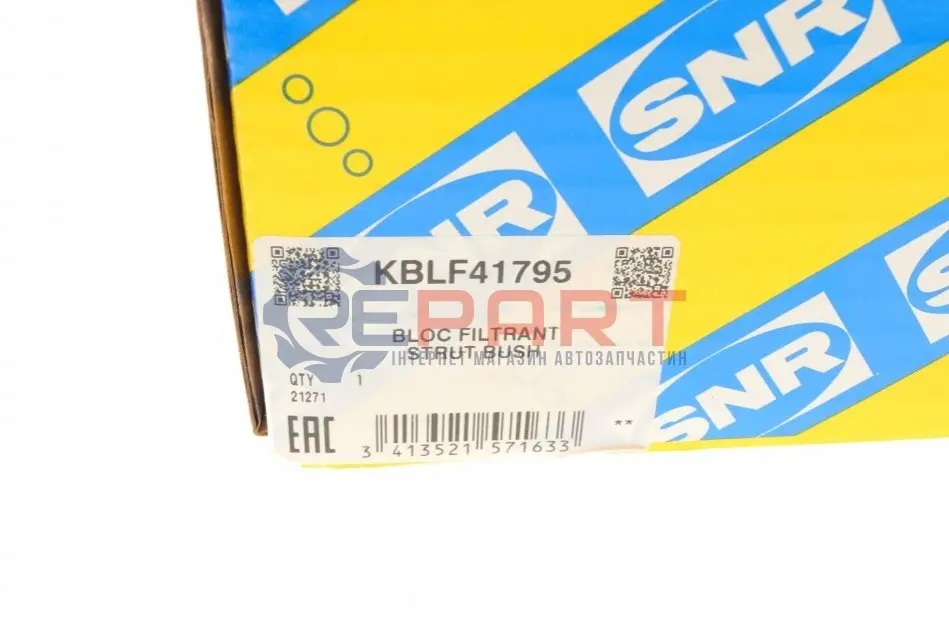 SNR
SNR
KBLF41795
REPART
BLOC FILTRANT
STRUT BUSH
ІНТЕРНЕТ МАГАЗИН АВТОЗАПЧАСТИН
QTY 1
21271
EAC
3 413521 571633
**
SNR